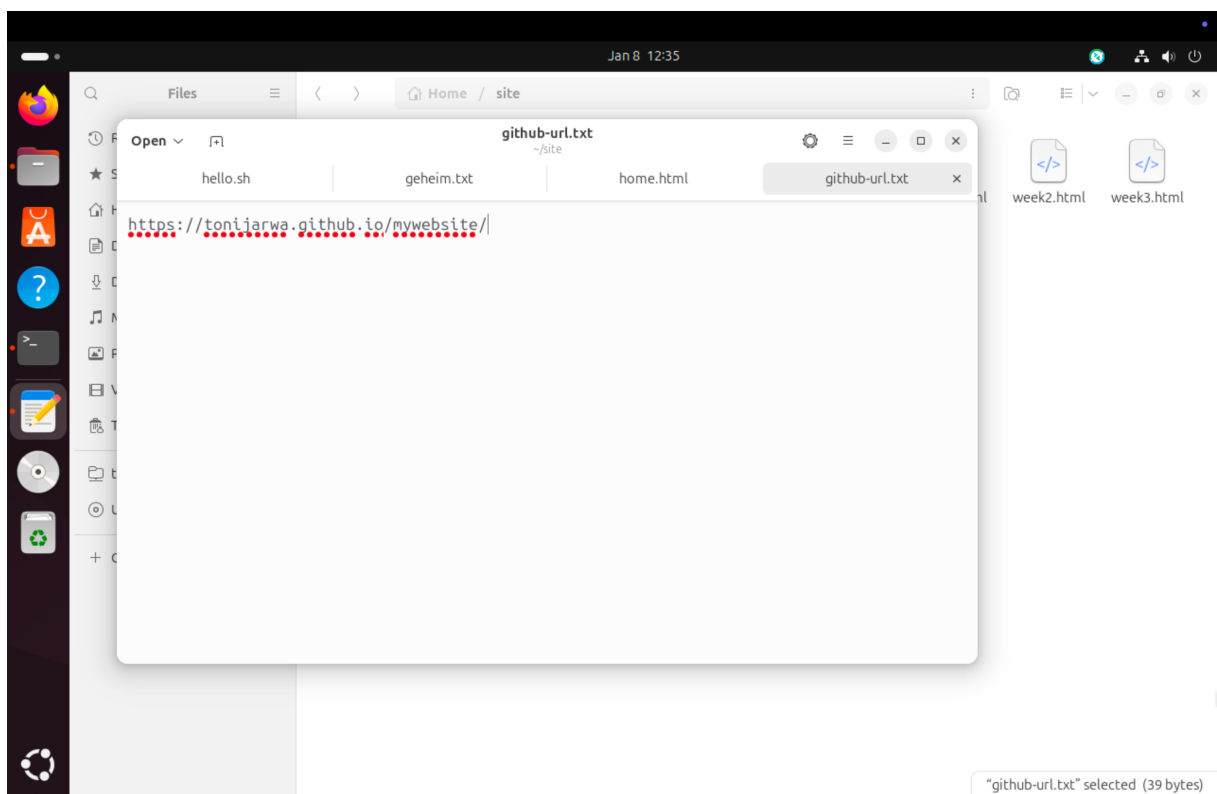 Jan 8 12:35
Files
Home / site
Open
github-url.txt
~/site
hello.sh
geheim.txt
home.html
github-url.txt
week2.html
week3.html
https://tonijarwa.github.io/mywebsite/
“github-url.txt” selected (39 bytes)